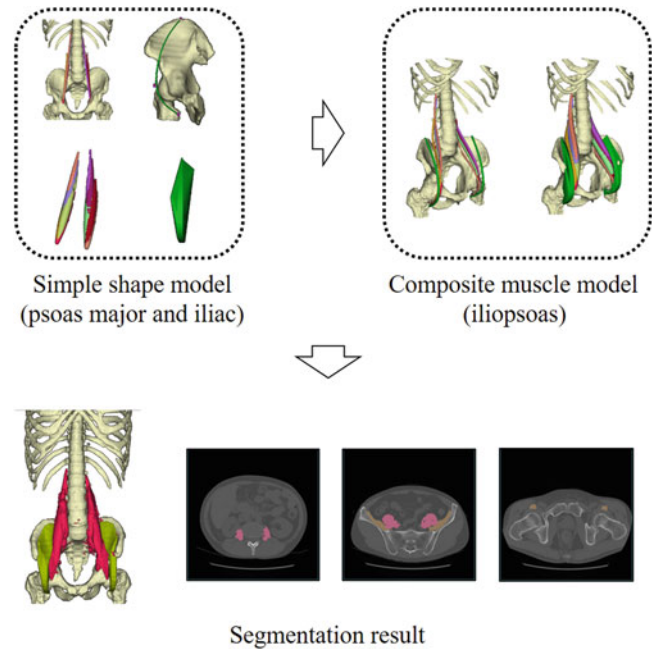 Simple shape model
(psoas major and iliac)
Composite muscle model
(iliopsoas)
Segmentation result